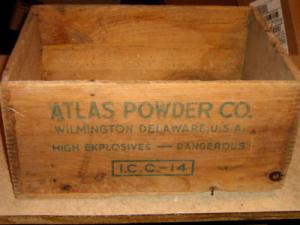 ATLAS POWDER CO.
WILMINGTON DELAWARE, U.S.A.
HIGH EXPLOSIVES — DANGEROUS
I.C.C.-14